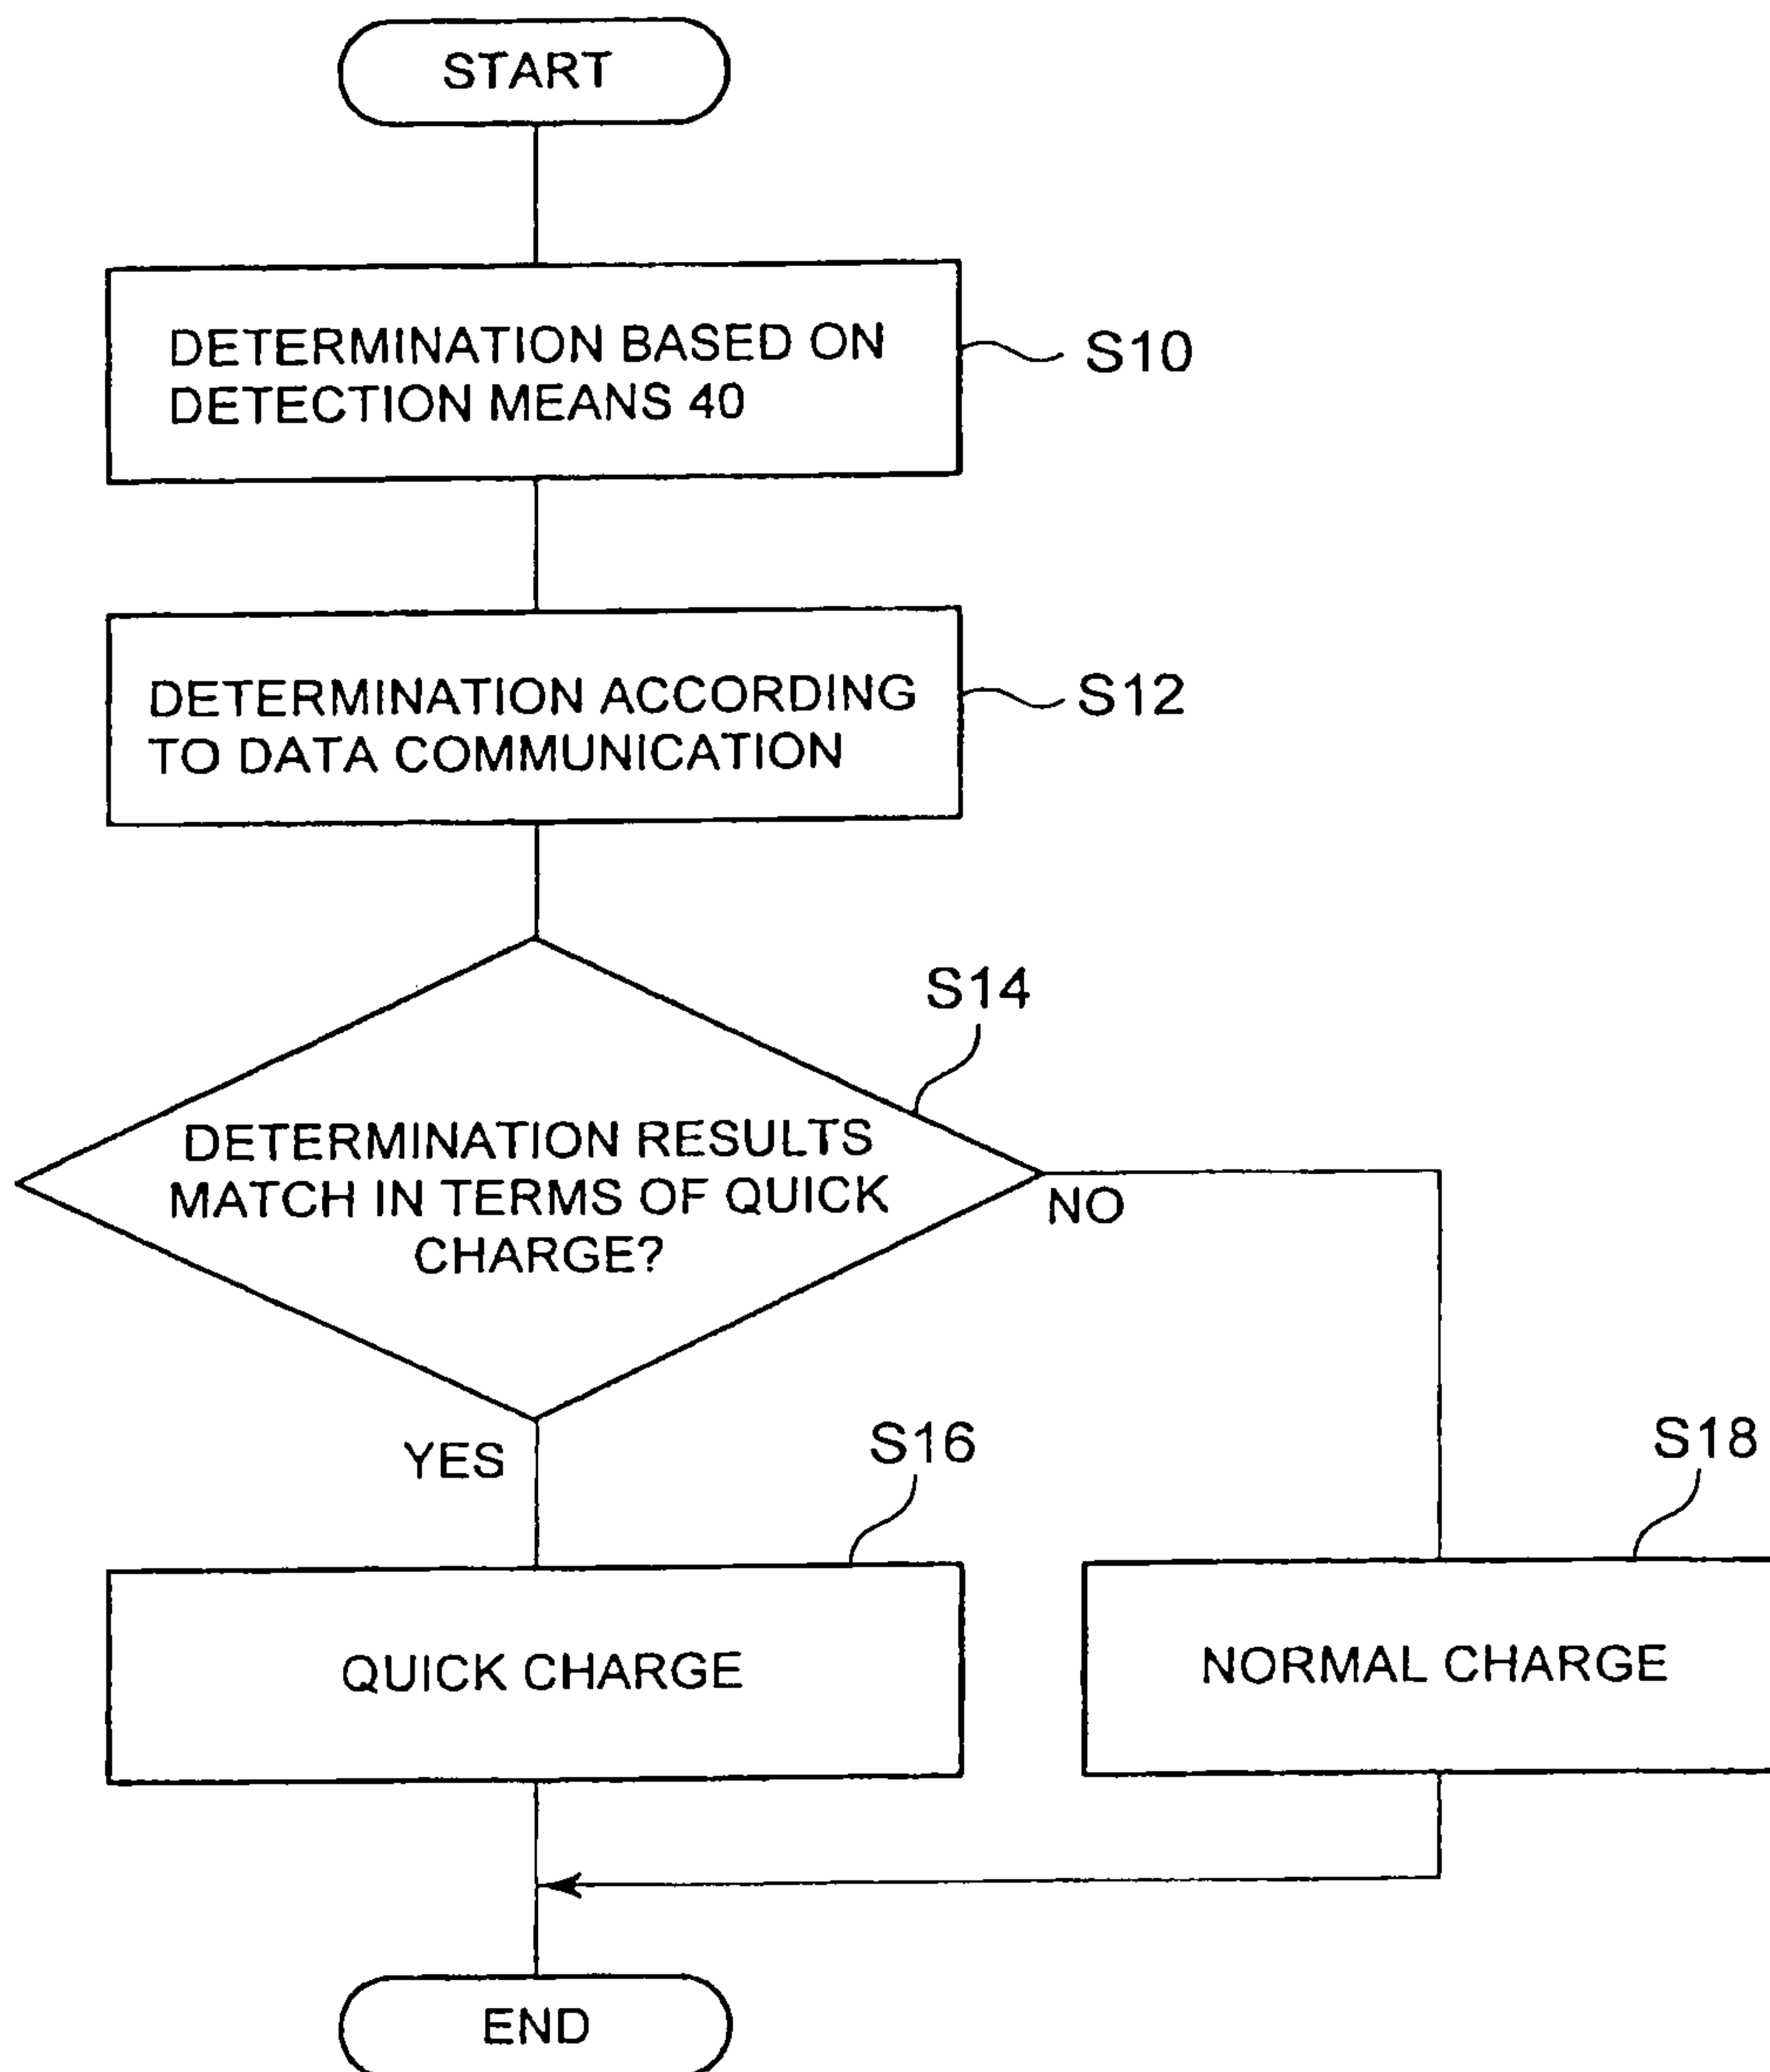 START
DETERMINATION BASED ON
DETECTION MEANS 40
S10
DETERMINATION ACCORDING
TO DATA COMMUNICATION
S12
S14
DETERMINATION RESULTS
MATCH IN TERMS OF QUICK
CHARGE?
NO
YES
S16
S18
QUICK CHARGE
NORMAL CHARGE
END